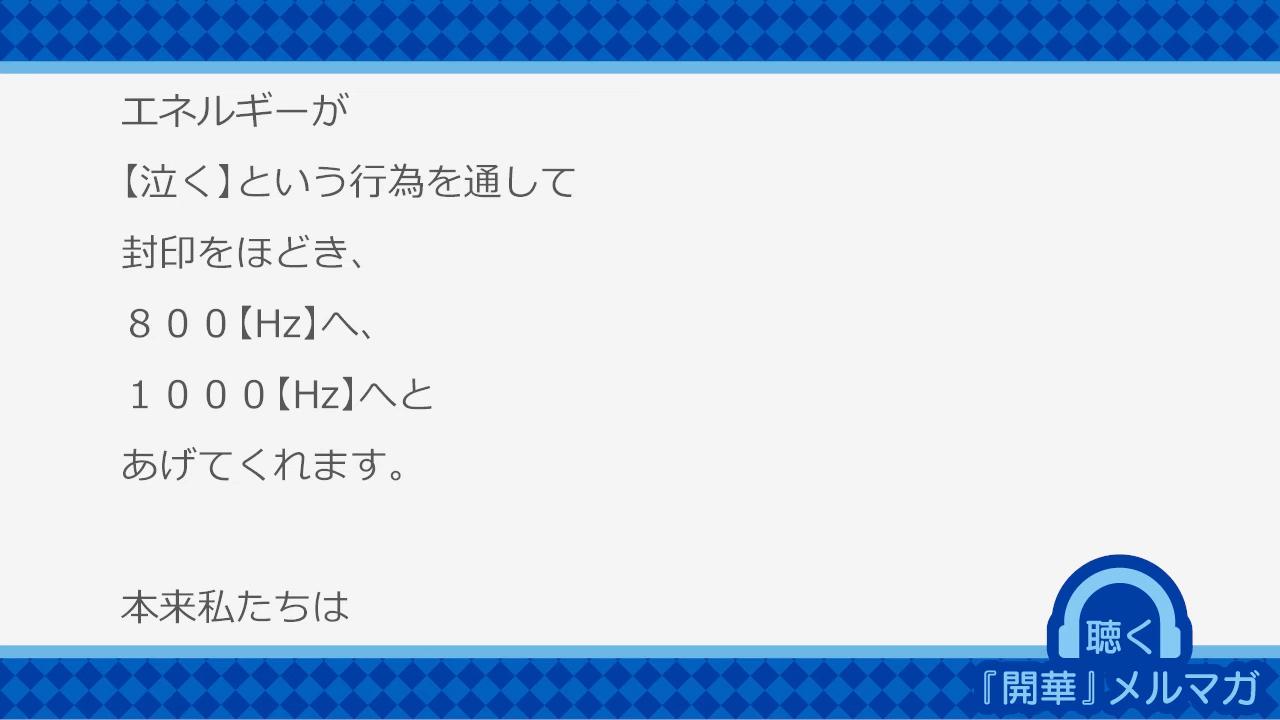 エネルギーが
【泣く】という行為を通して
封印をほどき、
８００【Hz】へ、
１０００【Hz】へと
あげてくれます。
本来私たちは
聴く
『開華』メルマガ